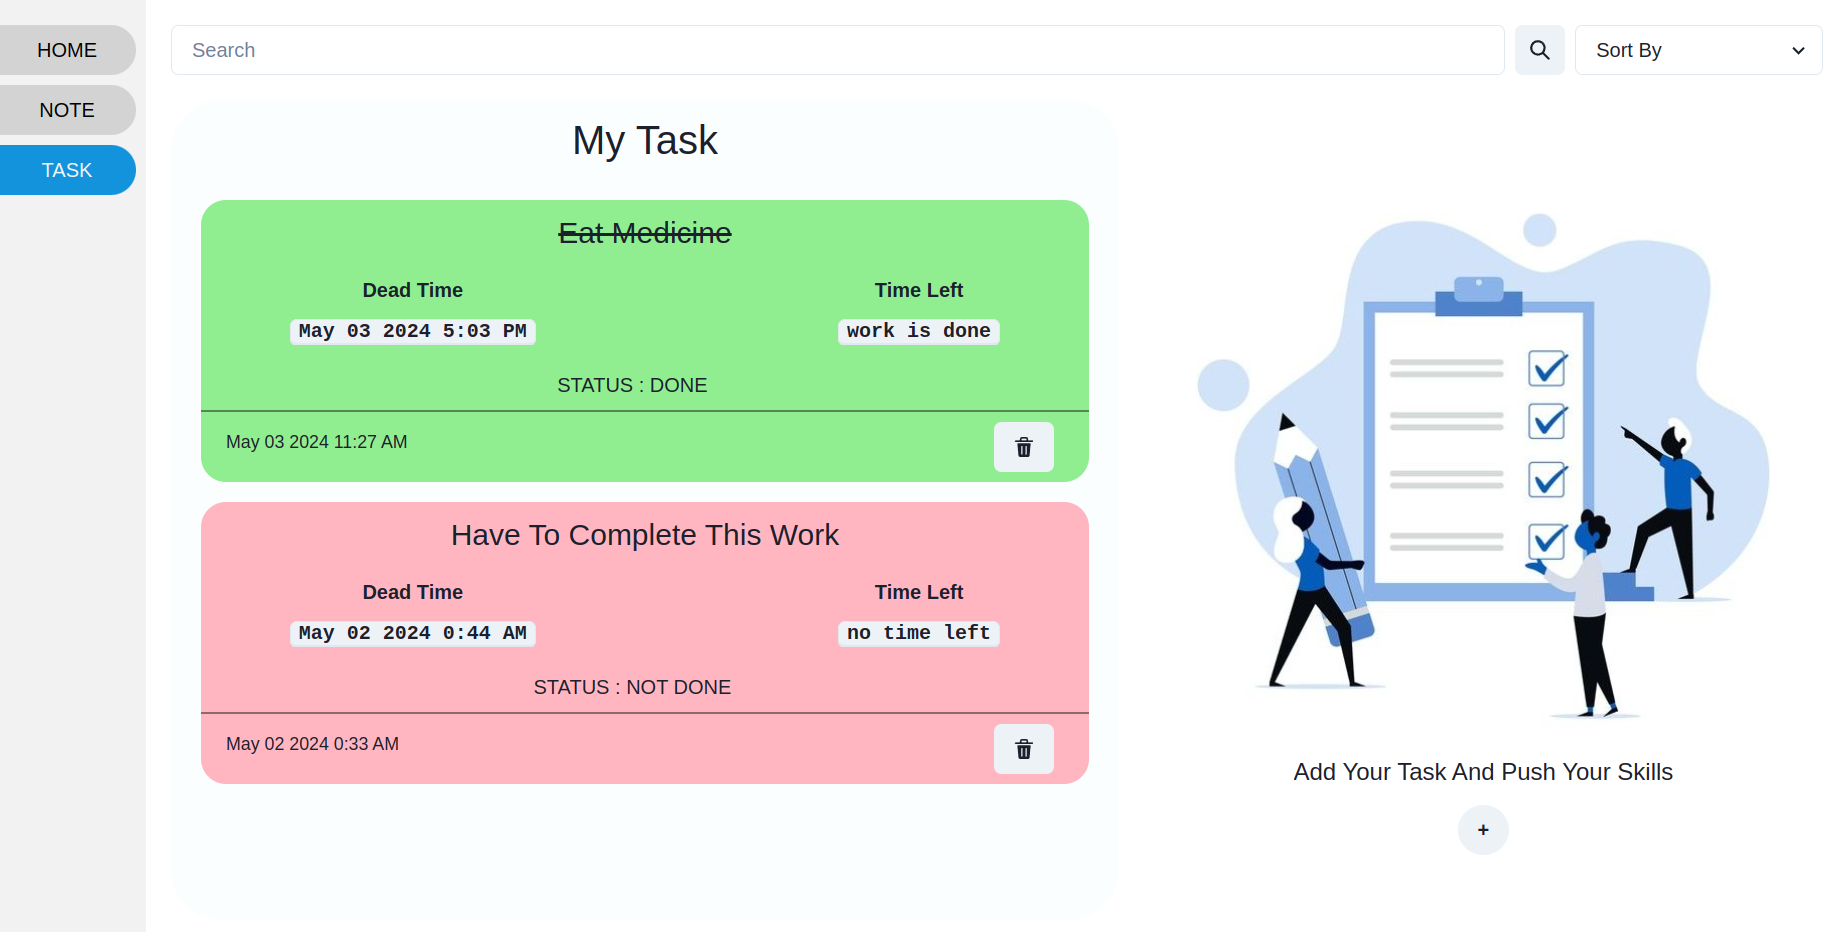 HOME
NOTE
TASK
Search
Sort By
My Task
Eat Medicine
Dead Time
Time Left
May 03 2024 5:03 PM
work is done
STATUS : DONE
May 03 2024 11:27 AM
Have To Complete This Work
Dead Time
Time Left
May 02 2024 0:44 AM
no time left
STATUS : NOT DONE
May 02 2024 0:33 AM
Add Your Task And Push Your Skills
+